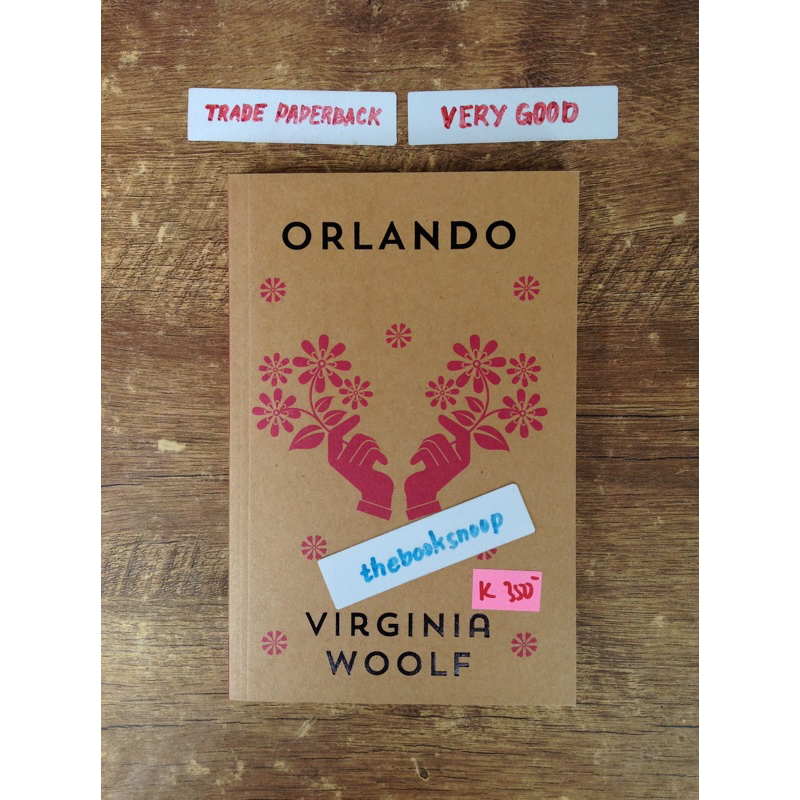 TRADE PAPERBACK
VERY GOOD
ORLANDO
thebooksnoop
K 350-
VIRGINIA
WOOLF